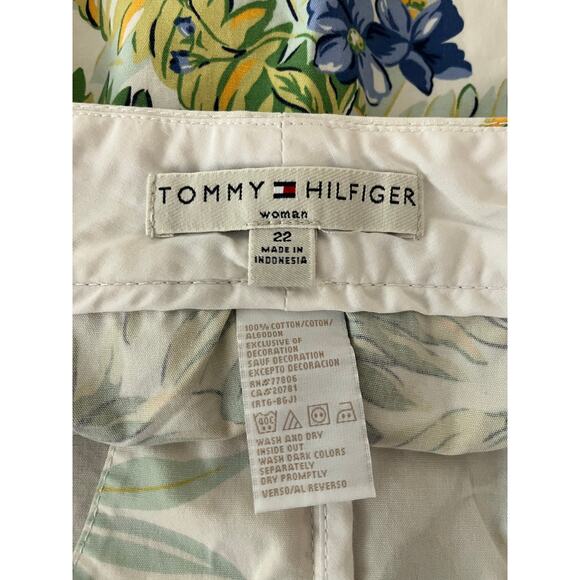 TOMMY HILFIGER
woman
22
MADE IN
INDONESIA
100% COTTON/COTON/
ALGODON
EXCLUSIVE OF
DECORATION
SAUF DECORATION
EXCEPTO DECORACION
RN#77806
CA#20781
(RTG-BGJ)
40C
WASH AND DRY
INSIDE OUT
WASH DARK COLORS
SEPARATELY
DRY PROMPTLY
VERSO/AL REVERSO